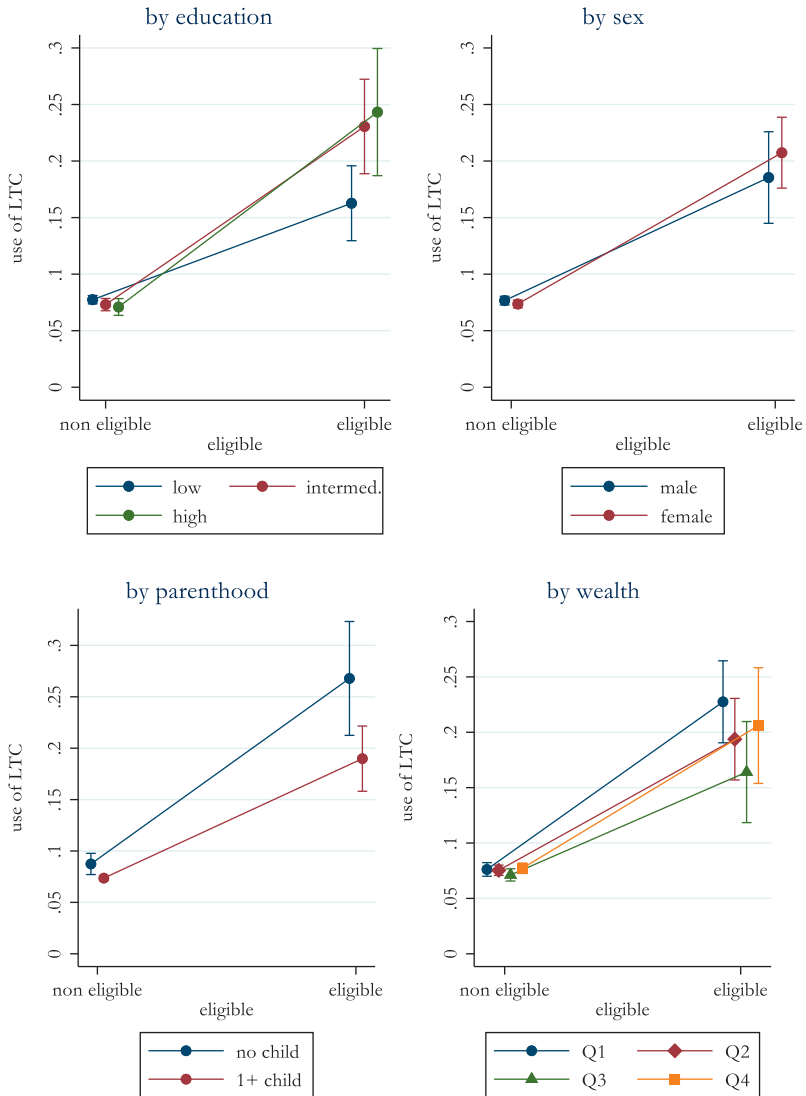 by education
.3
.25
.2
.15
.1
.05
0
use of LTC
non eligible
eligible
eligible
low
intermed.
high
by sex
.3
.25
.2
.15
.1
.05
0
use of LTC
non eligible
eligible
eligible
male
female
by parenthood
.3
.25
.2
.15
.1
.05
0
use of LTC
non eligible
eligible
eligible
no child
1+ child
by wealth
.3
.25
.2
.15
.1
.05
0
use of LTC
non eligible
eligible
eligible
Q1
Q2
Q3
Q4